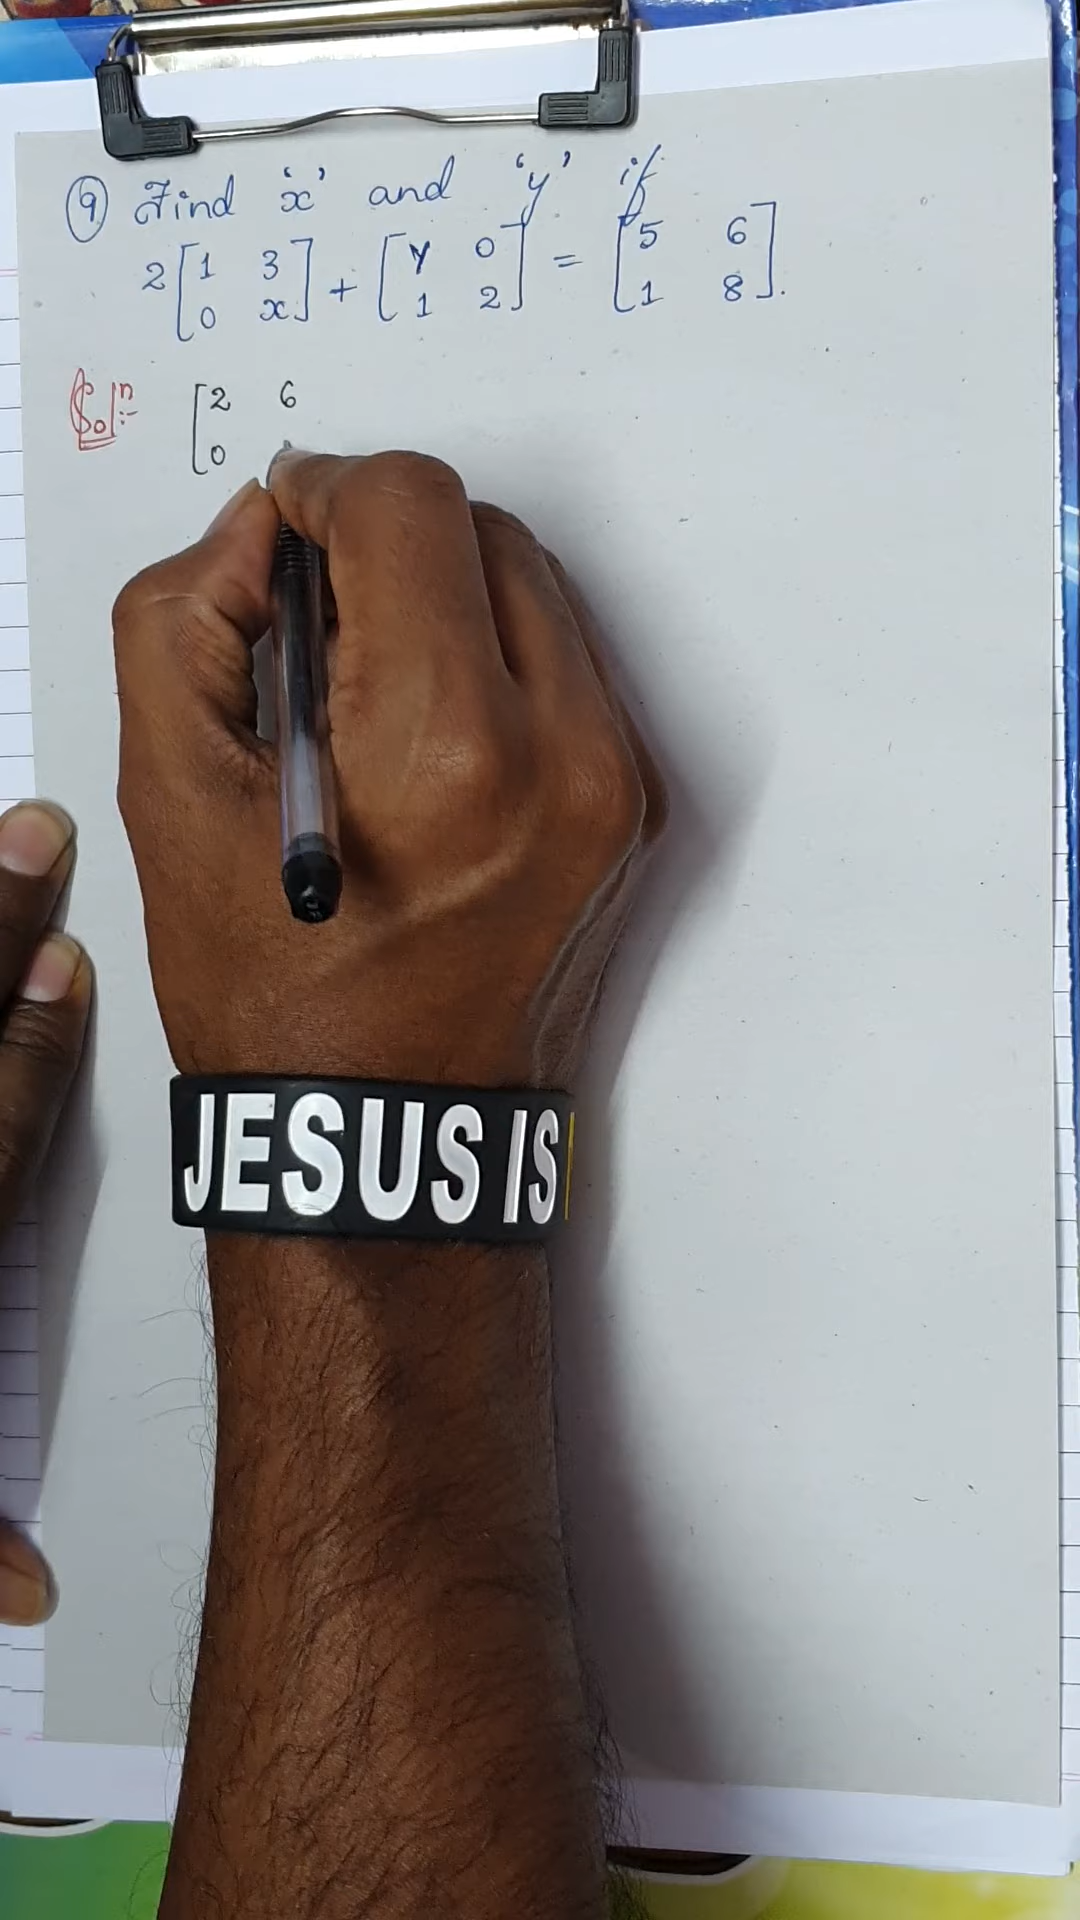 9 Find 'x' and 'y' if
2[1 3 0 x] + [y 0 1 2] = [5 6 1 8].
Soln:- [2 6 0
JESUS IS